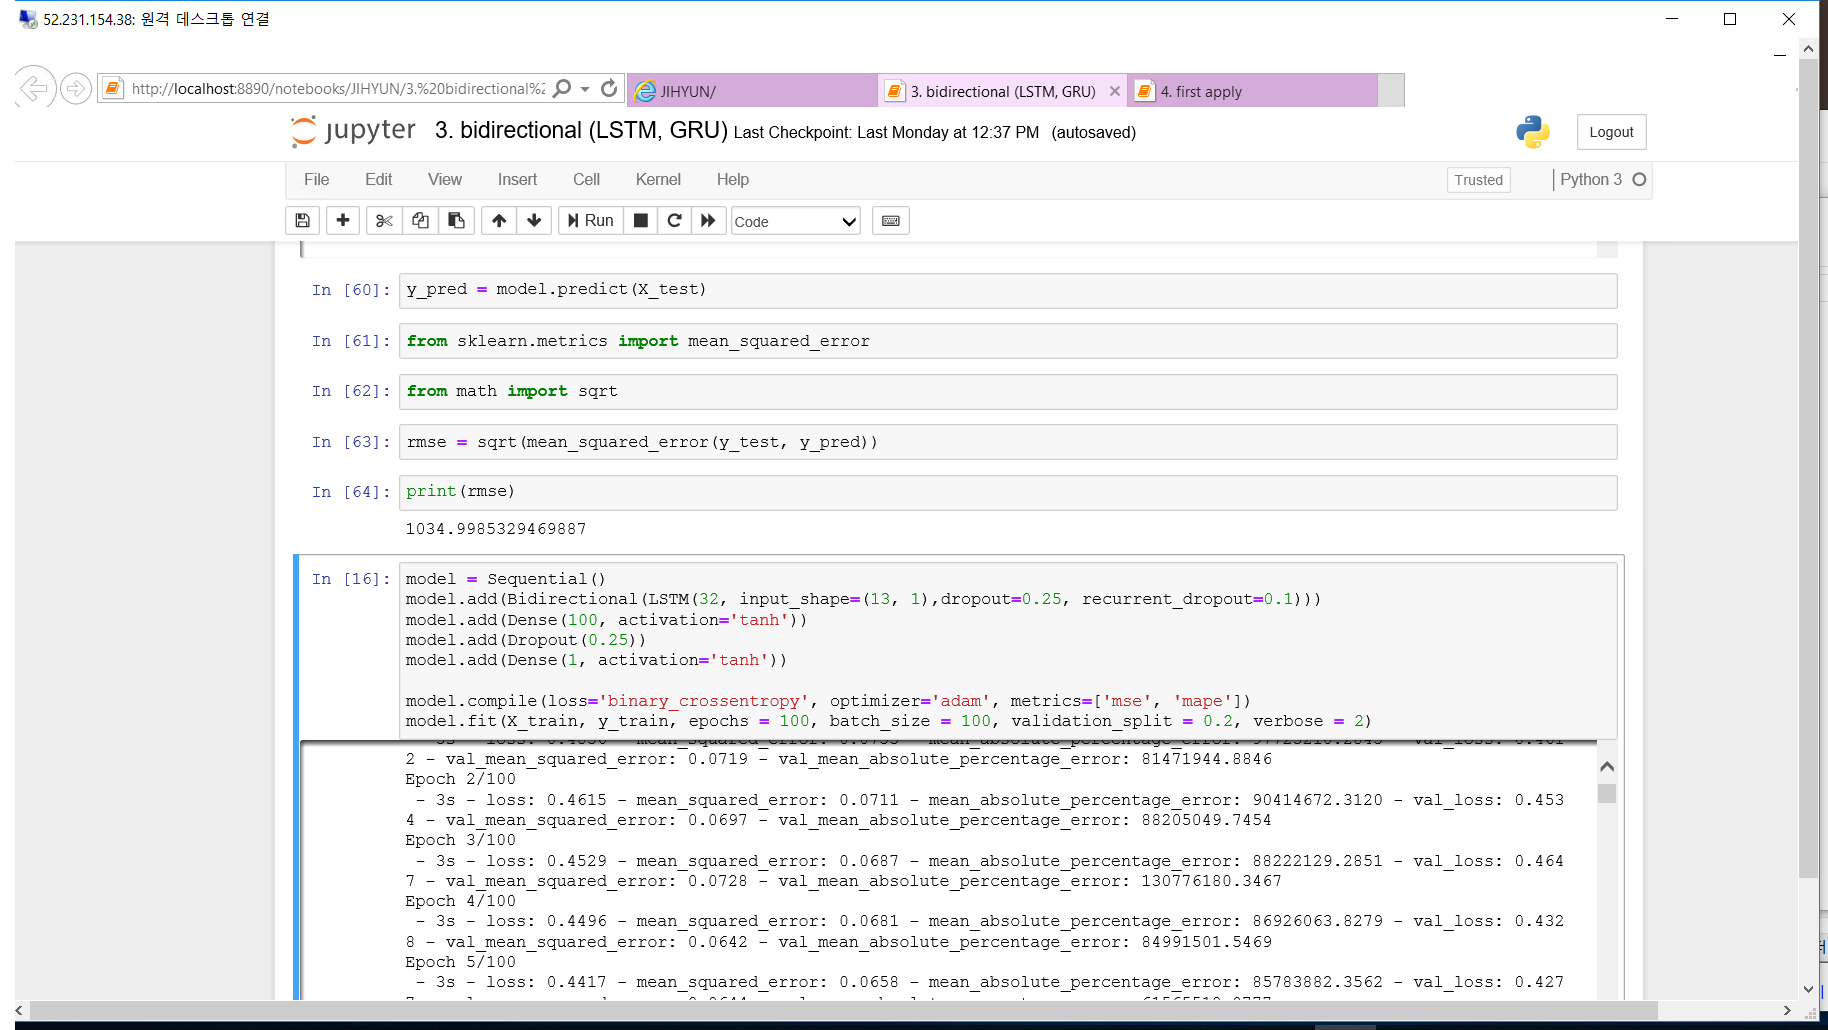 52.231.154.38: 원격 데스크톱 연결
http://localhost:8890/notebooks/JIHYUN/3.%20bidirectional%2
JIHYUN/
3. bidirectional (LSTM, GRU)
4. first apply
jupyter 3. bidirectional (LSTM, GRU) Last Checkpoint: Last Monday at 12:37 PM (autosaved)
Logout
File Edit View Insert Cell Kernel Help
Trusted
Python 3
Run
Code
In [60]: y_pred = model.predict(X_test)
In [61]: from sklearn.metrics import mean_squared_error
In [62]: from math import sqrt
In [63]: rmse = sqrt(mean_squared_error(y_test, y_pred))
In [64]: print(rmse)
1034.9985329469887
In [16]: model = Sequential()
model.add(Bidirectional(LSTM(32, input_shape=(13, 1),dropout=0.25, recurrent_dropout=0.1)))
model.add(Dense(100, activation='tanh'))
model.add(Dropout(0.25))
model.add(Dense(1, activation='tanh'))
model.compile(loss='binary_crossentropy', optimizer='adam', metrics=['mse', 'mape'])
model.fit(X_train, y_train, epochs = 100, batch_size = 100, validation_split = 0.2, verbose = 2)
2 - val_mean_squared_error: 0.0719 - val_mean_absolute_percentage_error: 81471944.8846
Epoch 2/100
- 3s - loss: 0.4615 - mean_squared_error: 0.0711 - mean_absolute_percentage_error: 90414672.3120 - val_loss: 0.453
4 - val_mean_squared_error: 0.0697 - val_mean_absolute_percentage_error: 88205049.7454
Epoch 3/100
- 3s - loss: 0.4529 - mean_squared_error: 0.0687 - mean_absolute_percentage_error: 88222129.2851 - val_loss: 0.464
7 - val_mean_squared_error: 0.0728 - val_mean_absolute_percentage_error: 130776180.3467
Epoch 4/100
- 3s - loss: 0.4496 - mean_squared_error: 0.0681 - mean_absolute_percentage_error: 86926063.8279 - val_loss: 0.432
8 - val_mean_squared_error: 0.0642 - val_mean_absolute_percentage_error: 84991501.5469
Epoch 5/100
- 3s - loss: 0.4417 - mean_squared_error: 0.0658 - mean_absolute_percentage_error: 85783882.3562 - val_loss: 0.427